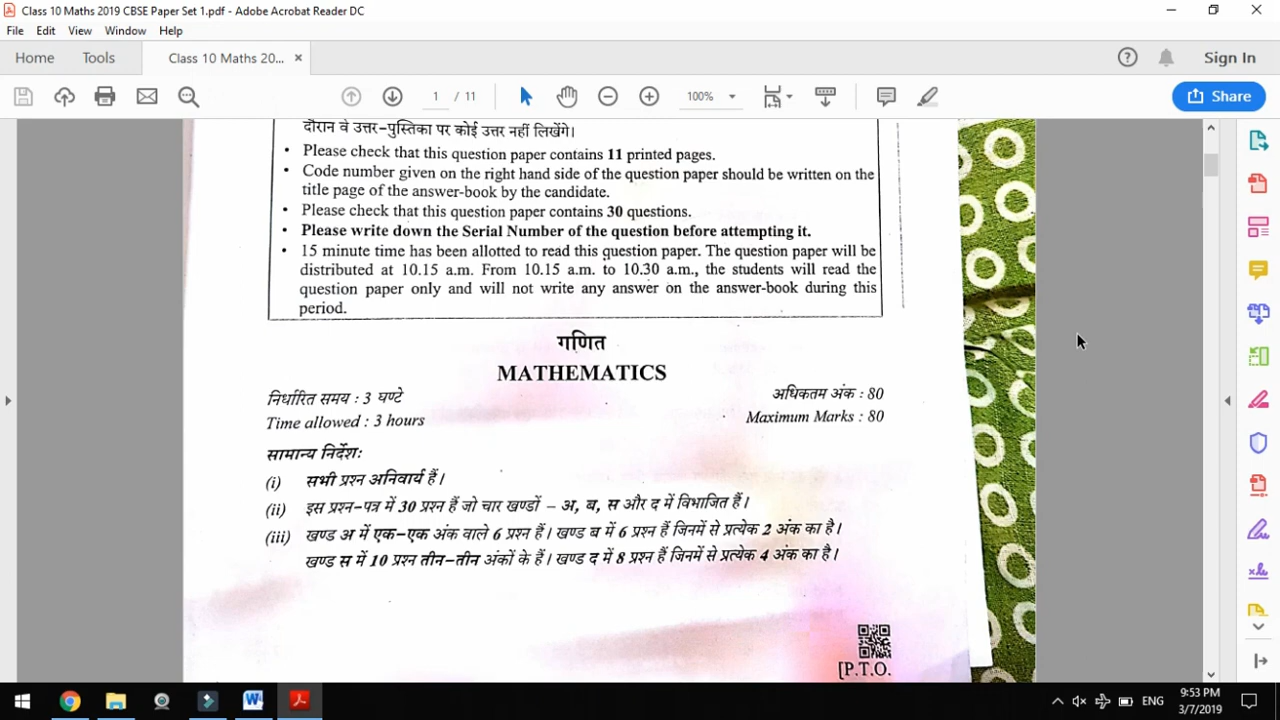 Class 10 Maths 2019 CBSE Paper Set 1.pdf - Adobe Acrobat Reader DC
File Edit View Window Help
Home Tools Class 10 Maths 20... Sign In
1 / 11 100% Share
दौरान वे उत्तर-पुस्तिका पर कोई उत्तर नहीं लिखेंगे।
• Please check that this question paper contains 11 printed pages.
• Code number given on the right hand side of the question paper should be written on the
title page of the answer-book by the candidate.
• Please check that this question paper contains 30 questions.
• Please write down the Serial Number of the question before attempting it.
• 15 minute time has been allotted to read this question paper. The question paper will be
distributed at 10.15 a.m. From 10.15 a.m. to 10.30 a.m., the students will read the
question paper only and will not write any answer on the answer-book during this
period.
गणित
MATHEMATICS
निर्धारित समय : 3 घण्टे अधिकतम अंक : 80
Time allowed : 3 hours Maximum Marks : 80
सामान्य निर्देश:
(i) सभी प्रश्न अनिवार्य हैं।
(ii) इस प्रश्न-पत्र में 30 प्रश्न हैं जो चार खण्डों – अ, ब, स और द में विभाजित हैं।
(iii) खण्ड अ में एक-एक अंक वाले 6 प्रश्न हैं। खण्ड ब में 6 प्रश्न हैं जिनमें से प्रत्येक 2 अंक का है।
खण्ड स में 10 प्रश्न तीन-तीन अंकों के हैं। खण्ड द में 8 प्रश्न हैं जिनमें से प्रत्येक 4 अंक का है।
[P.T.O.
ENG 9:53 PM
3/7/2019